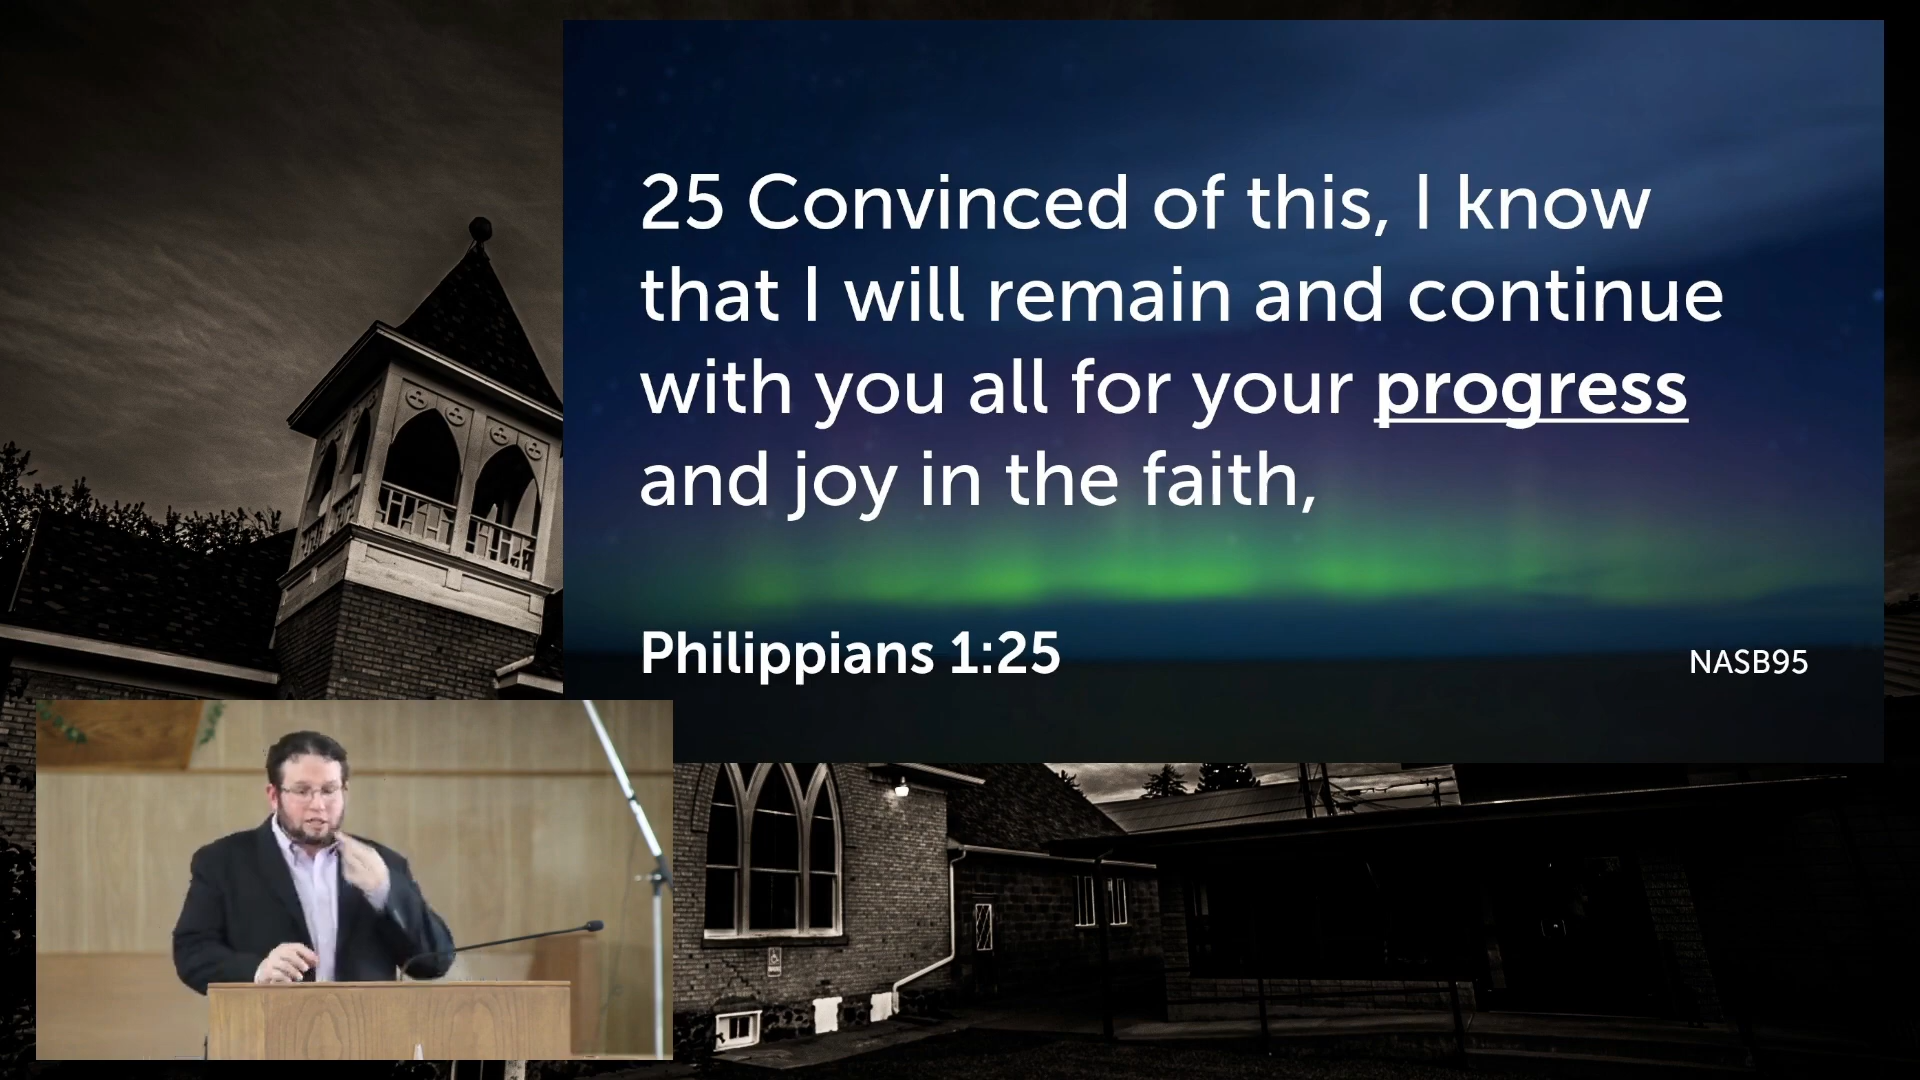 25 Convinced of this, I know
that I will remain and continue
with you all for your progress
and joy in the faith,
Philippians 1:25
NASB95